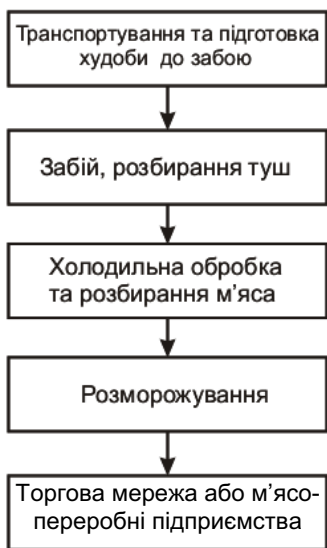 Транспортування та підготовка
худоби до забою
Забій, розбирання туш
Холодильна обробка
та розбирання м’яса
Розморожування
Торгова мережа або м’ясо-
переробні підприємства